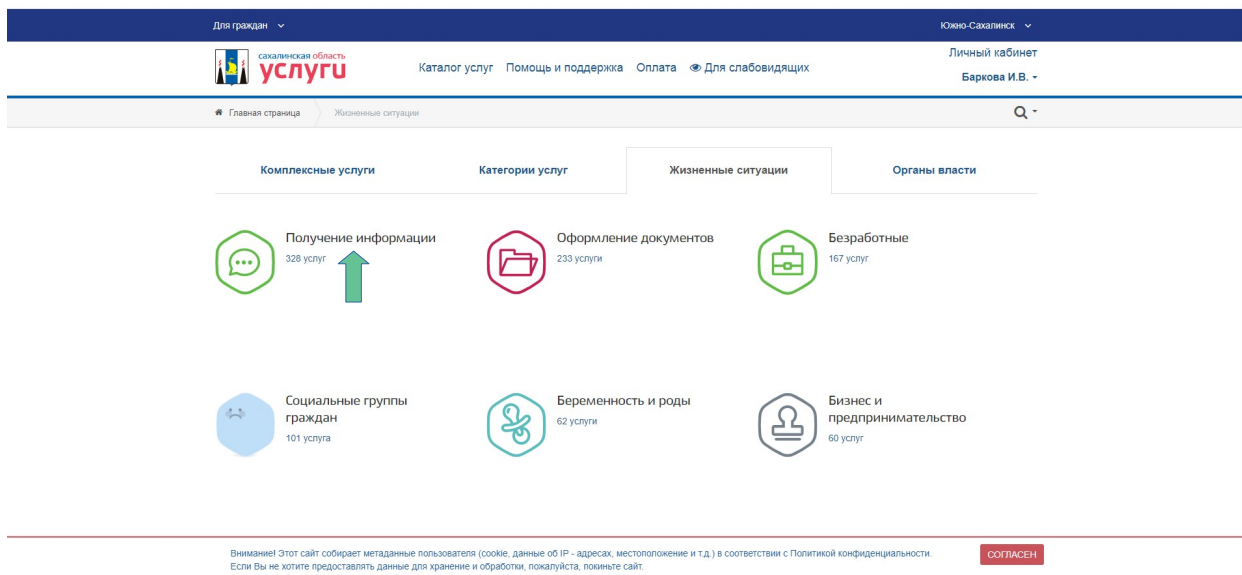 Для граждан
Южно-Сахалинск
сахалинская область
услуги
Каталог услуг Помощь и поддержка Оплата Для слабовидящих
Личный кабинет
Баркова И.В.
Главная страница Жизненные ситуации
Комплексные услуги Категории услуг Жизненные ситуации Органы власти
Получение информации
328 услуг
Оформление документов
233 услуги
Безработные
167 услуг
Социальные группы
граждан
101 услуга
Беременность и роды
62 услуги
Бизнес и
предпринимательство
60 услуг
Внимание! Этот сайт собирает метаданные пользователя (cookie, данные об IP - адресах, местоположение и т.д.) в соответствии с Политикой конфиденциальности.
Если Вы не хотите предоставлять данные для хранение и обработки, пожалуйста, покиньте сайт.
СОГЛАСЕН